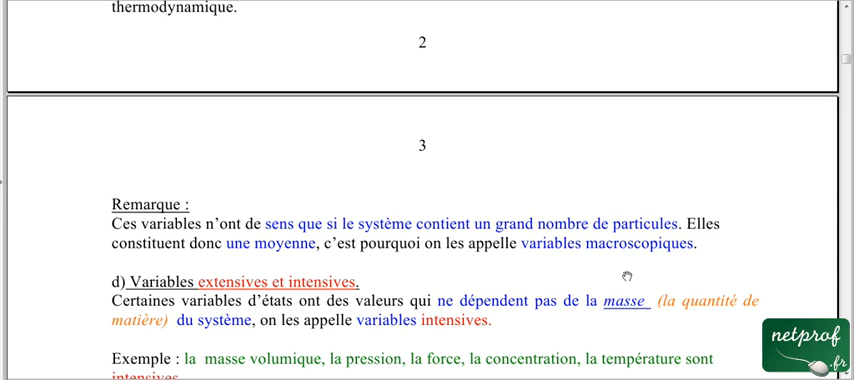 thermodynamique.
2
3
Remarque :
Ces variables n’ont de sens que si le système contient un grand nombre de particules. Elles
constituent donc une moyenne, c’est pourquoi on les appelle variables macroscopiques.
d) Variables extensives et intensives.
Certaines variables d’états ont des valeurs qui ne dépendent pas de la masse (la quantité de
matière) du système, on les appelle variables intensives.
Exemple : la masse volumique, la pression, la force, la concentration, la température sont
intensives
netprof
.fr